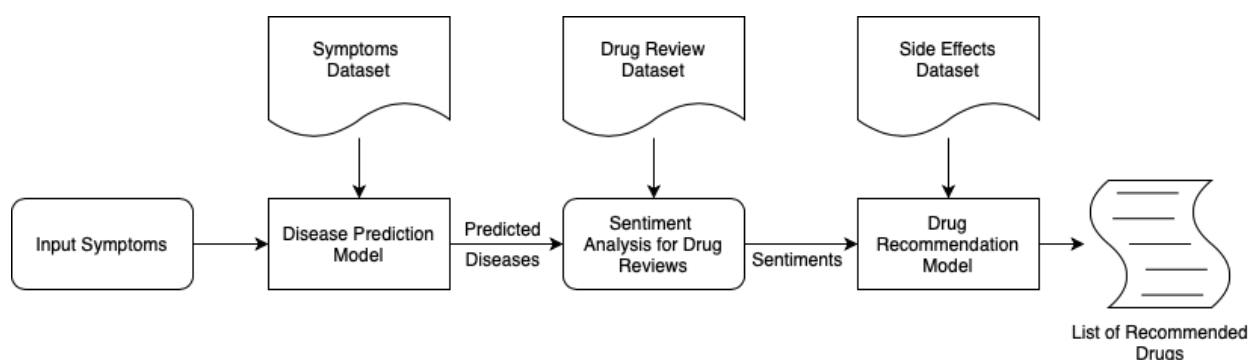 Symptoms
Dataset
Drug Review
Dataset
Side Effects
Dataset
Input Symptoms
Disease Prediction
Model
Predicted
Diseases
Sentiment
Analysis for Drug
Reviews
Sentiments
Drug
Recommendation
Model
List of Recommended
Drugs